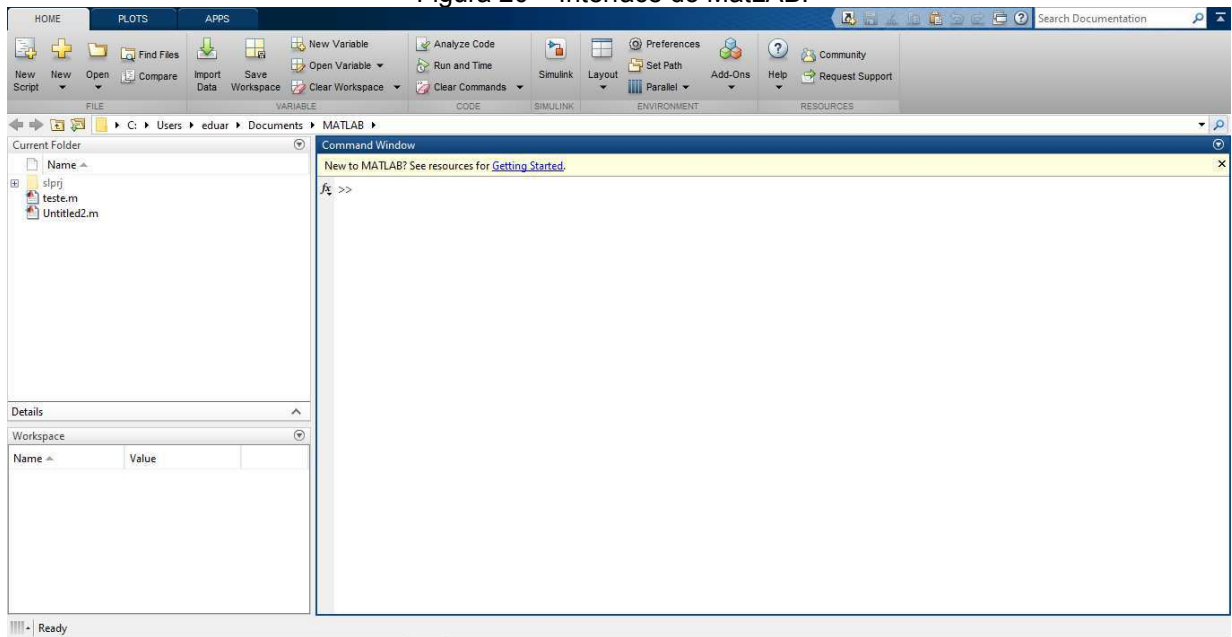 Figura 20 – Interface do MatLAB.
HOME PLOTS APPS
Search Documentation
New Script
New
Open
Find Files
Compare
FILE
Import Data
Save Workspace
New Variable
Open Variable
Clear Workspace
VARIABLE
Analyze Code
Run and Time
Clear Commands
CODE
Simulink
SIMULINK
Layout
Preferences
Set Path
Parallel
Add-Ons
ENVIRONMENT
Help
Community
Request Support
RESOURCES
C: Users eduar Documents MATLAB
Current Folder
Name
slprj
teste.m
Untitled2.m
Details
Workspace
Name Value
Command Window
New to MATLAB? See resources for Getting Started.
fx >>
Ready